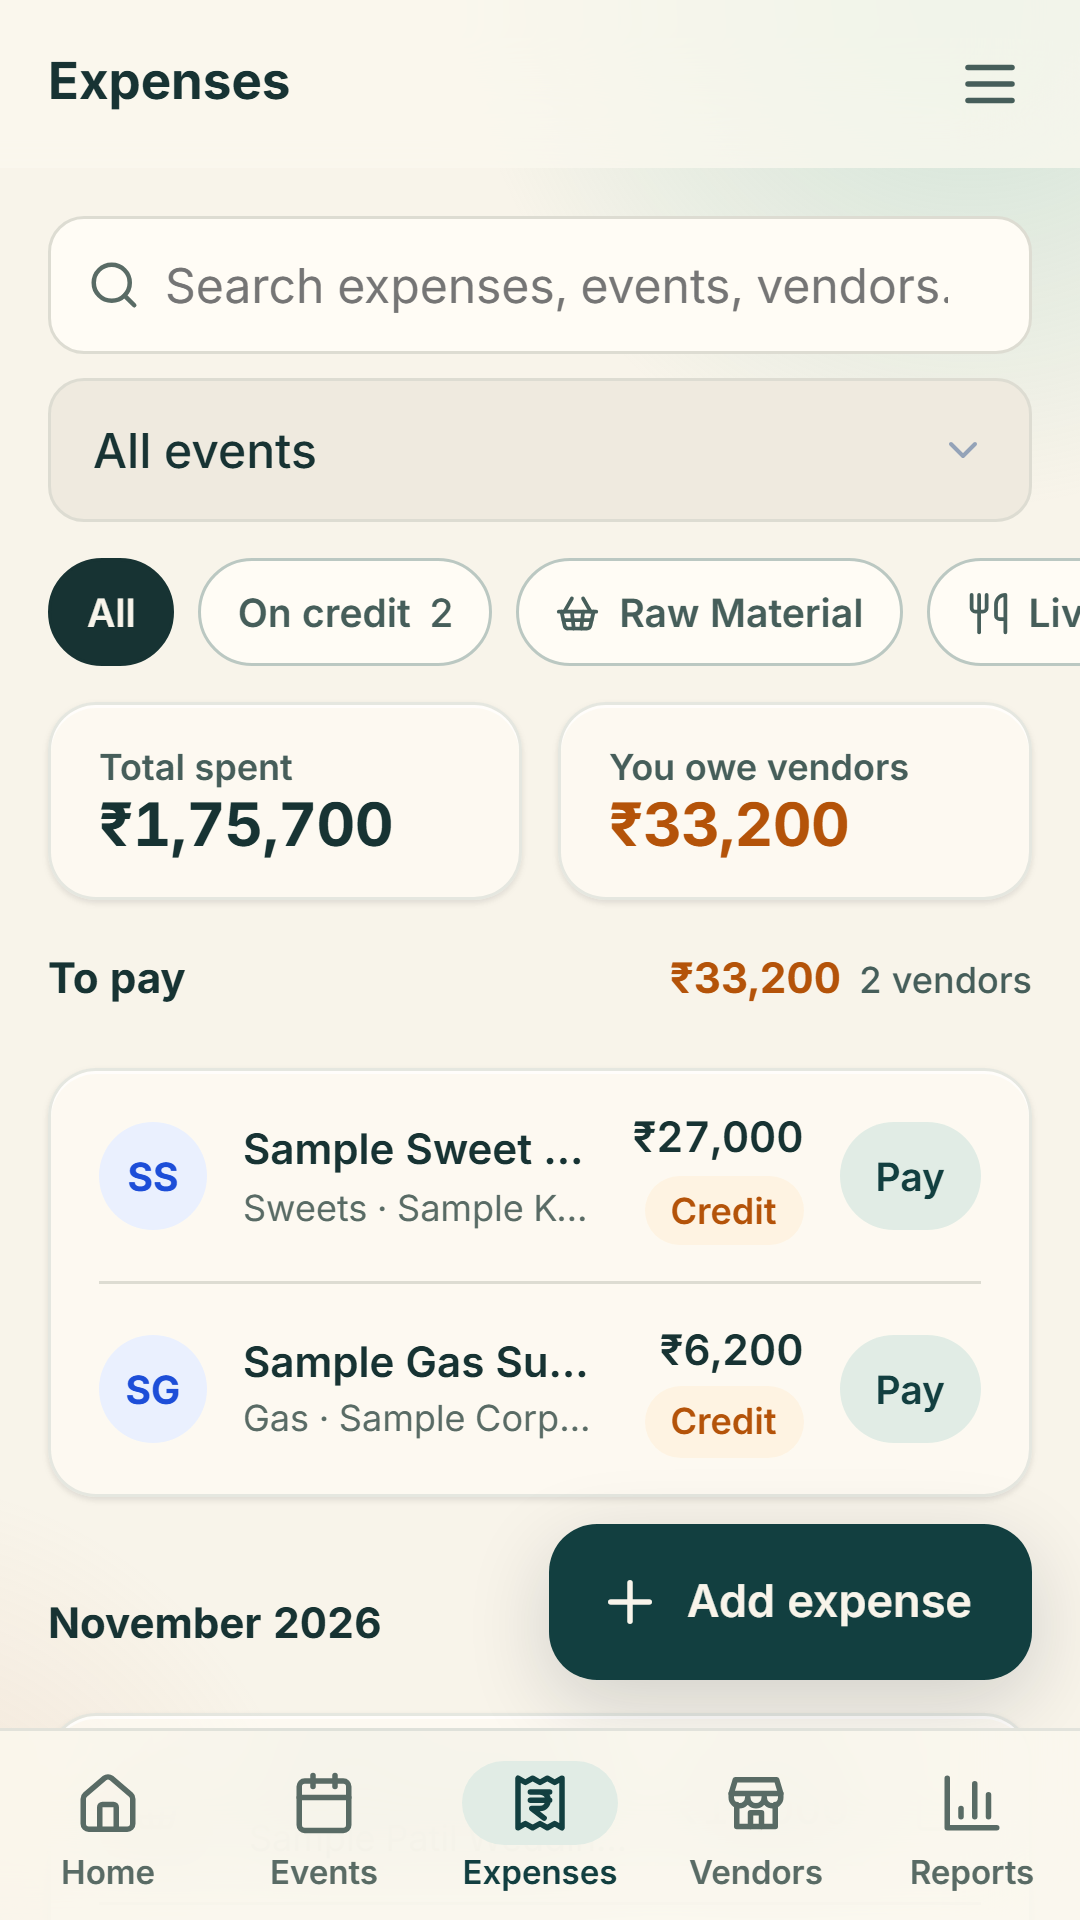 Expenses
Search expenses, events, vendors.
All events
All
On credit 2
Raw Material
Liv
Total spent
₹1,75,700
You owe vendors
₹33,200
To pay
₹33,200 2 vendors
Sample Sweet ...
₹27,000
SS
Pay
Sweets · Sample K...
Credit
Sample Gas Su...
₹6,200
SG
Pay
Gas · Sample Corp...
Credit
November 2026
Add expense
Home
Events
Expenses
Vendors
Reports